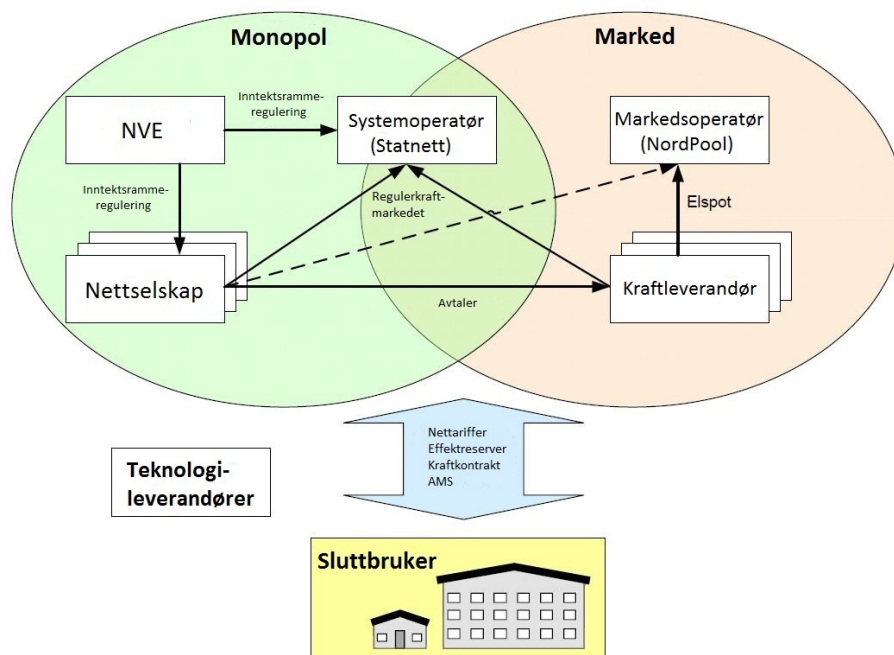 Monopol
Marked
Inntektsramme-
regulering
NVE
Systemoperatør
(Statnett)
Markedsoperatør
(NordPool)
Inntektsramme-
regulering
Regulerkraft-
markedet
Elspot
Nettselskap
Kraftleverandør
Avtaler
Nettariffer
Effektreserver
Kraftkontrakt
AMS
Teknologi-
leverandører
Sluttbruker